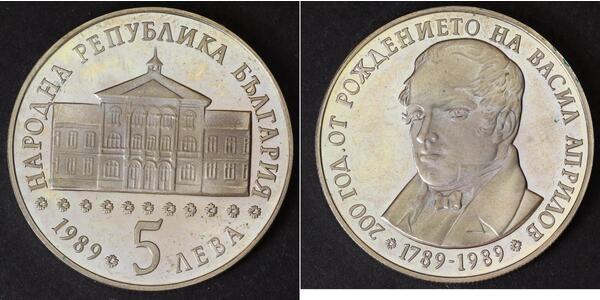 НАРОДНА РЕПУБЛИКА БЪЛГАРИЯ
1989
5 ЛЕВА
200 ГОД. ОТ РОЖДЕНИЕТО НА ВАСИЛ АПРИЛОВ
1789-1989